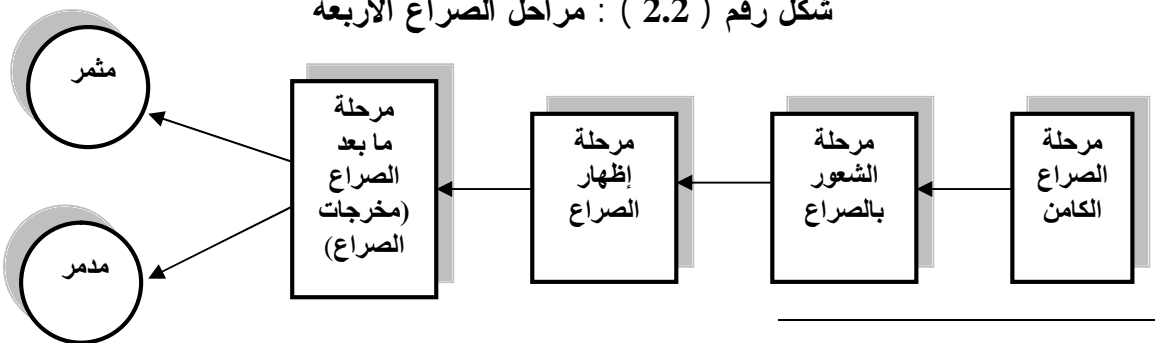 شكل رقم ( 2.2 ) : مراحل الصراع الأربعة
مرحلة
الصراع
الكامن
مرحلة
الشعور
بالصراع
مرحلة
إظهار
الصراع
مرحلة
ما بعد
الصراع
(مخرجات
الصراع)
مثمر
مدمر